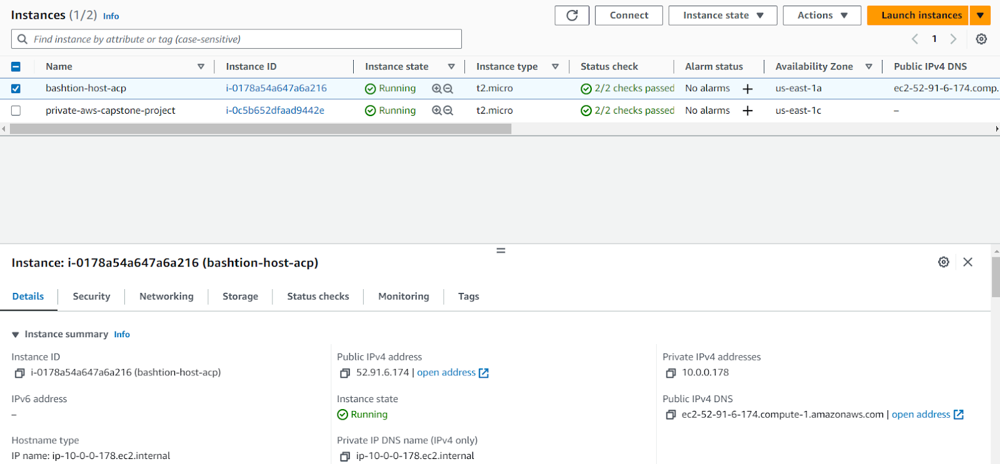 Instances (1/2) Info Connect Instance state Actions Launch instances
Find instance by attribute or tag (case-sensitive) 1
Name Instance ID Instance state Instance type Status check Alarm status Availability Zone Public IPv4 DNS
bashtion-host-acp i-0178a54a647a6a216 Running t2.micro 2/2 checks passed No alarms + us-east-1a ec2-52-91-6-174.comp.
private-aws-capstone-project i-0c5b652dfaad9442e Running t2.micro 2/2 checks passed No alarms + us-east-1c –
Instance: i-0178a54a647a6a216 (bashtion-host-acp)
Details Security Networking Storage Status checks Monitoring Tags
Instance summary Info
Instance ID Public IPv4 address Private IPv4 addresses
i-0178a54a647a6a216 (bashtion-host-acp) 52.91.6.174 | open address 10.0.0.178
IPv6 address Instance state Public IPv4 DNS
– Running ec2-52-91-6-174.compute-1.amazonaws.com | open address
Hostname type Private IP DNS name (IPv4 only)
IP name: ip-10-0-0-178.ec2.internal ip-10-0-0-178.ec2.internal